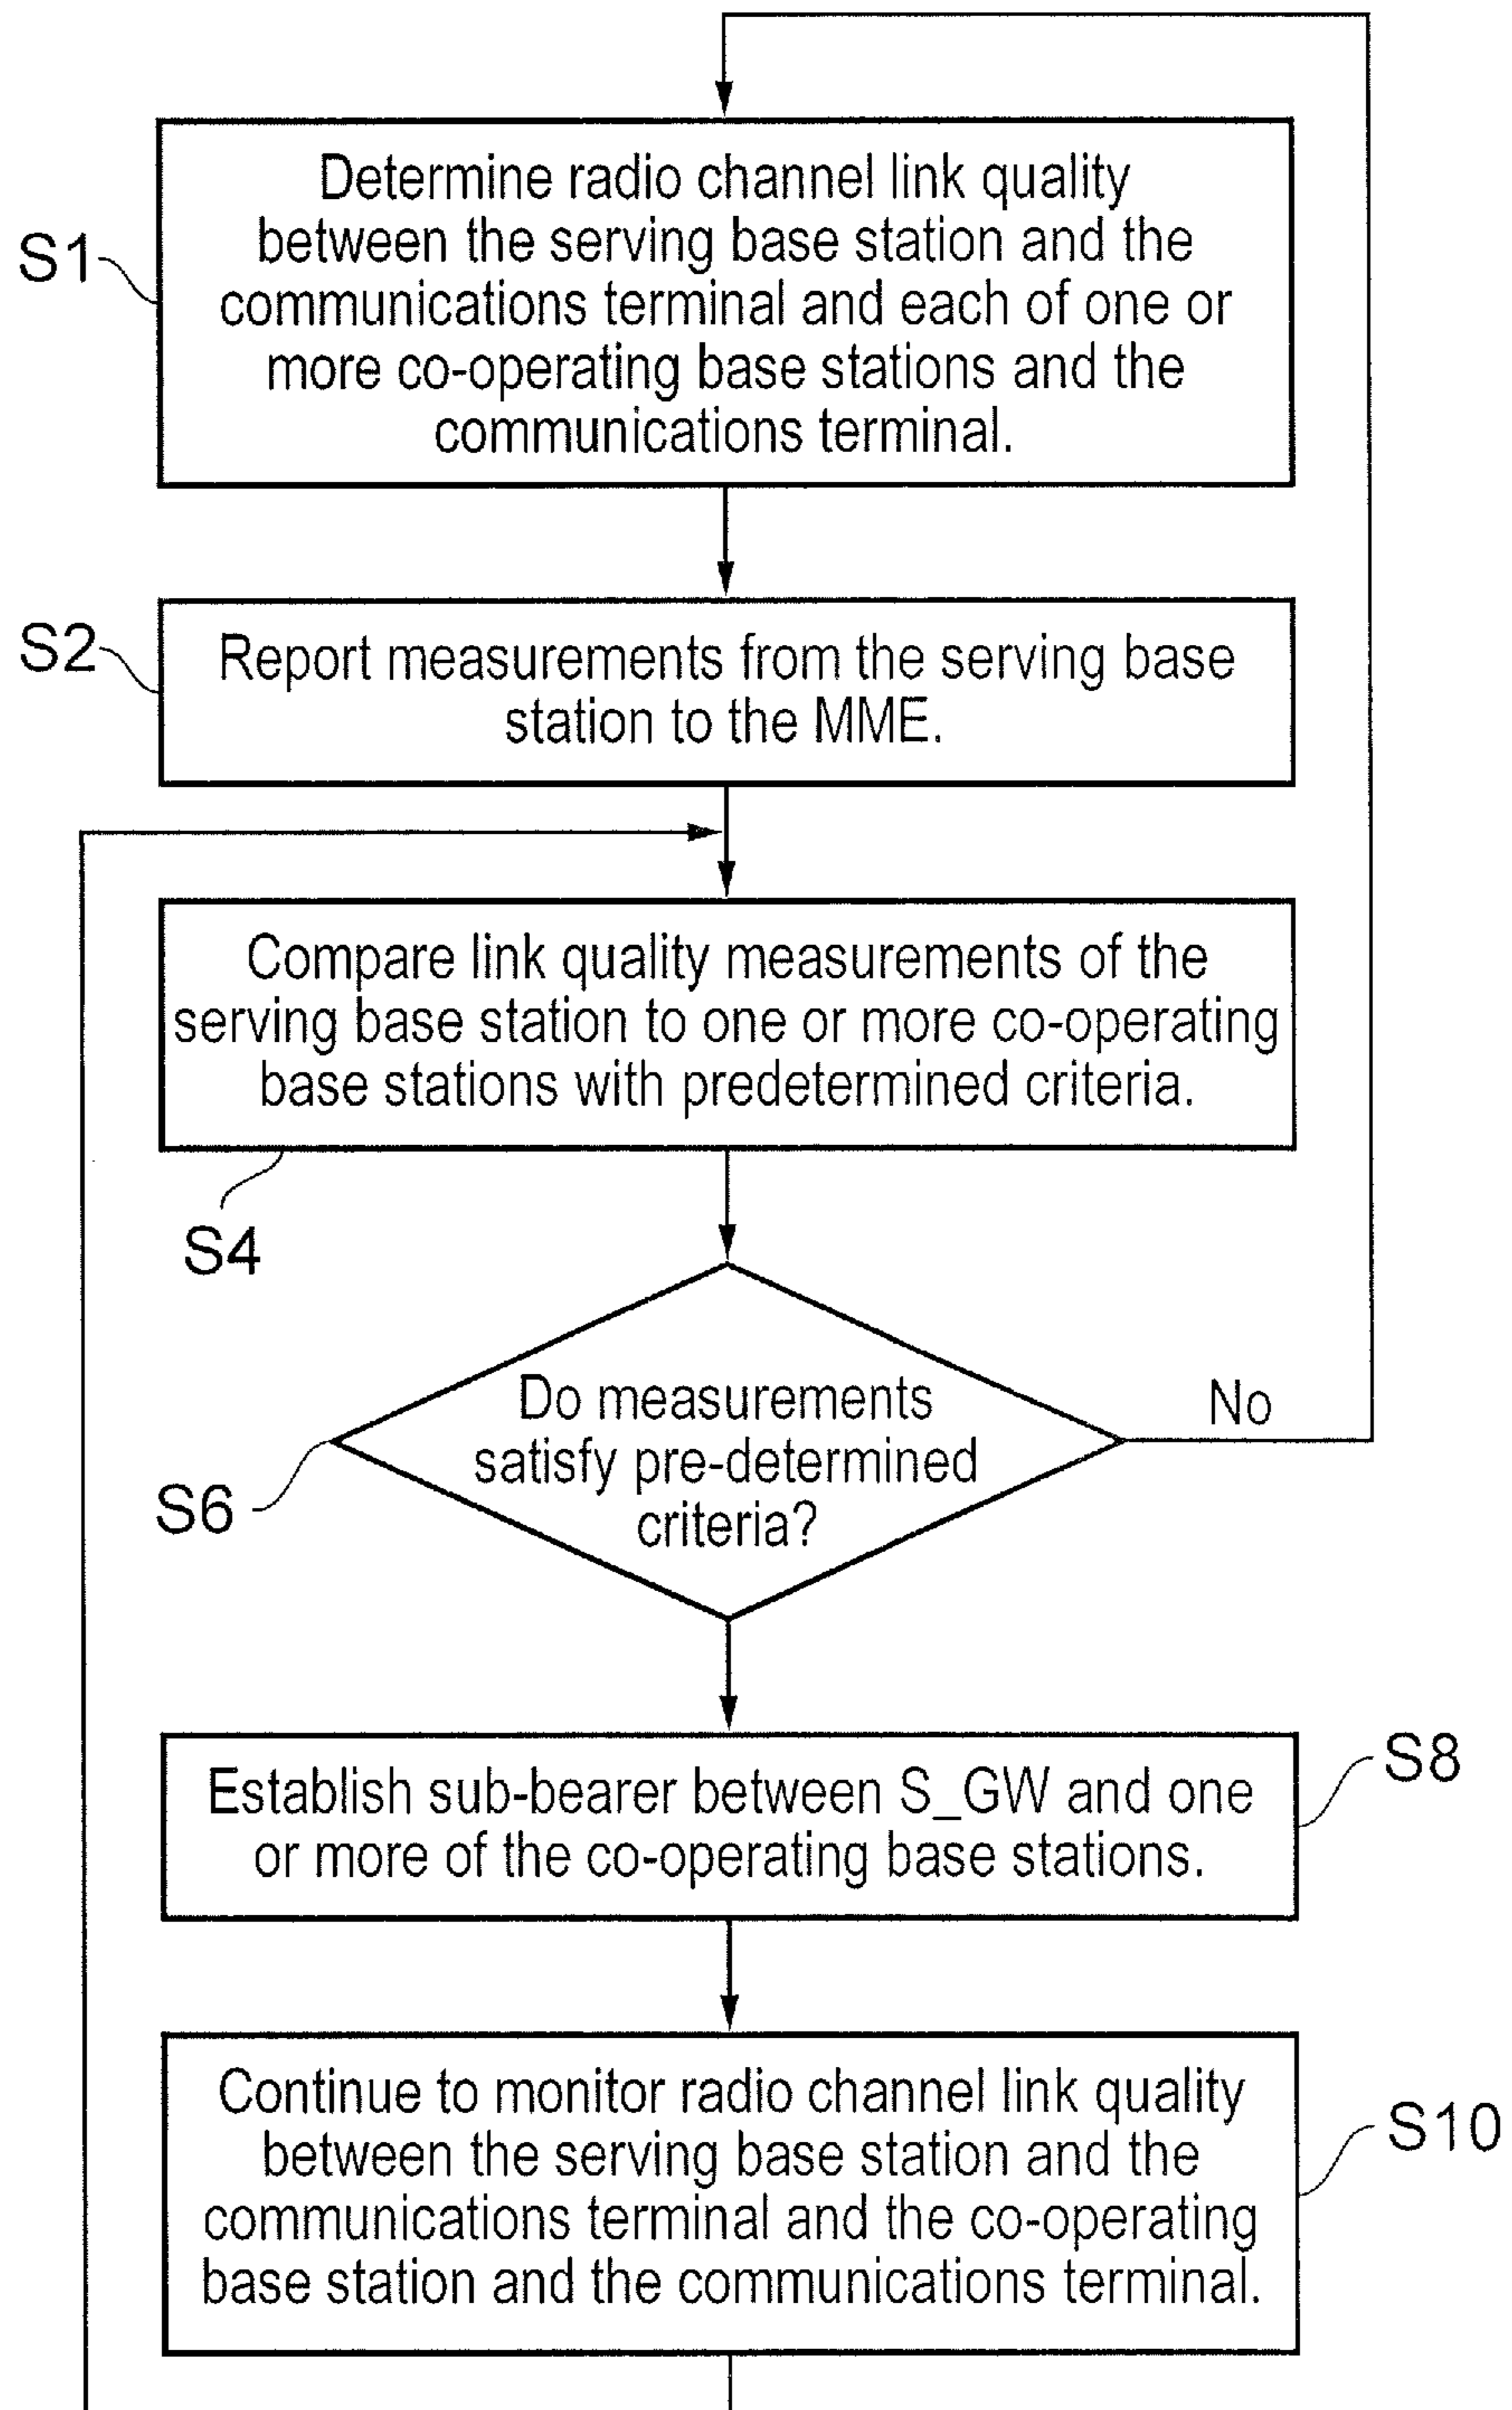 Determine radio channel link quality
between the serving base station and the
communications terminal and each of one or
more co-operating base stations and the
communications terminal.
S1
Report measurements from the serving base
station to the MME.
S2
Compare link quality measurements of the
serving base station to one or more co-operating
base stations with predetermined criteria.
S4
Do measurements
satisfy pre-determined
criteria?
No
S6
Establish sub-bearer between S_GW and one
or more of the co-operating base stations.
S8
Continue to monitor radio channel link quality
between the serving base station and the
communications terminal and the co-operating
base station and the communications terminal.
S10